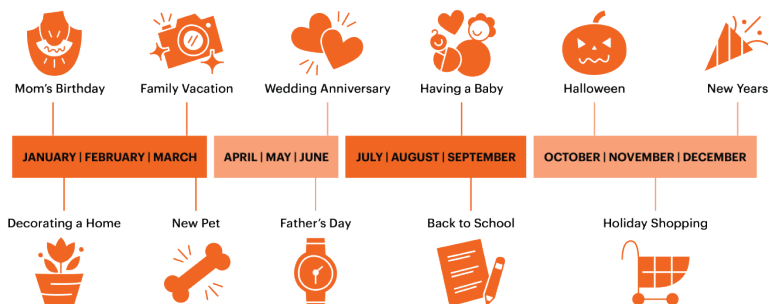 Mom's Birthday
Family Vacation
Wedding Anniversary
Having a Baby
Halloween
New Years
JANUARY | FEBRUARY | MARCH
APRIL | MAY | JUNE
JULY | AUGUST | SEPTEMBER
OCTOBER | NOVEMBER | DECEMBER
Decorating a Home
New Pet
Father's Day
Back to School
Holiday Shopping